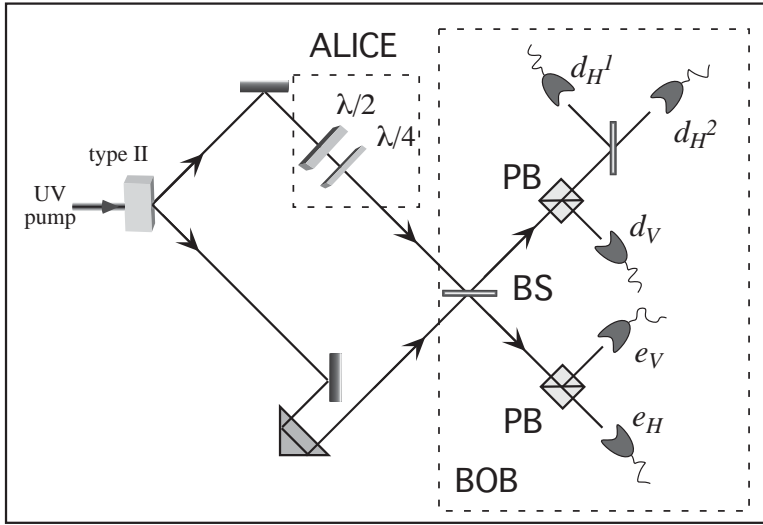 ALICE
λ/2
λ/4
type II
UV
pump
d_H^1
d_H^2
PB
d_V
BS
e_V
PB
e_H
BOB